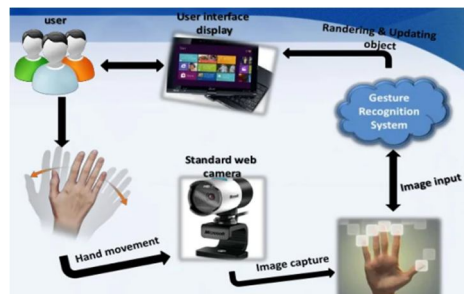 user
User interface
display
Randering & Updating
object
Gesture
Recognition
System
Standard web
camera
Image input
Hand movement
Image capture